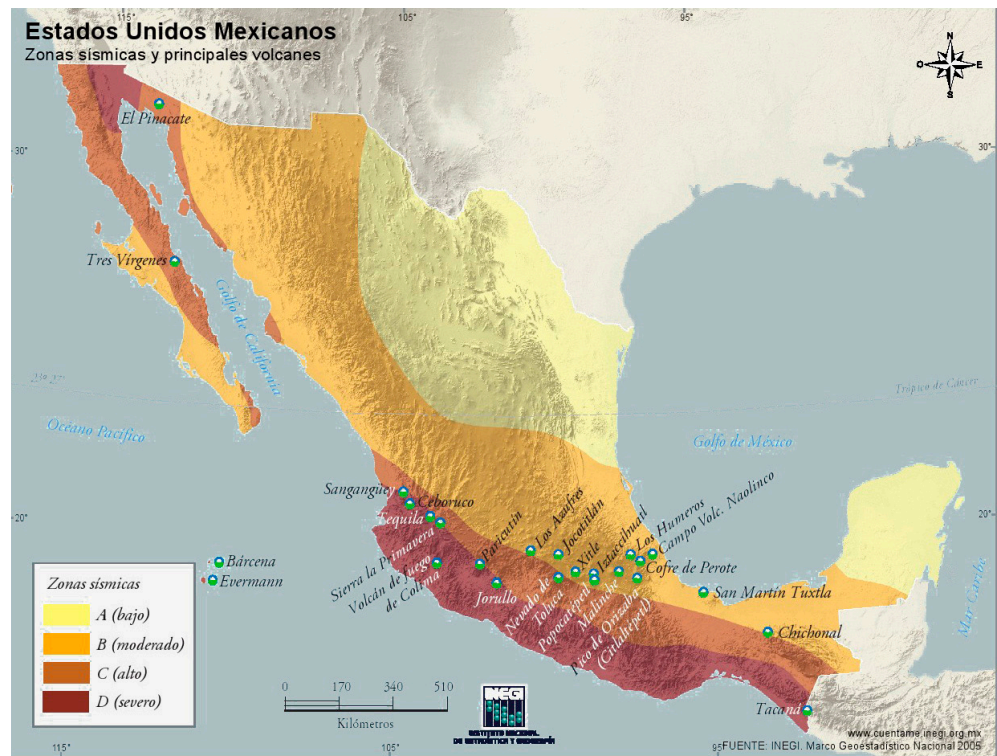 Estados Unidos Mexicanos
Zonas sísmicas y principales volcanes
115°
105°
95°
N
O
E
S
El Pinacate
30°
30°
Tres Vírgenes
Golfo de California
23° 27'
Trópico de Cáncer
Océano Pacífico
Golfo de México
Sangangüey
Ceboruco
Tequila
Sierra la Primavera
Volcán de Fuego
de Colima
Paricutín
Jorullo
Los Azufres
Jocotitlán
Nevado de
Toluca
Xitle
Popocatépetl
Iztaccíhuatl
Malinche
Pico de Orizaba
(Citlaltépetl)
Los Humeros
Campo Volc. Naolinco
Cofre de Perote
San Martín Tuxtla
Chichonal
Tacaná
20°
20°
Bárcena
Evermann
Mar Caribe
Zonas sísmicas
A (bajo)
B (moderado)
C (alto)
D (severo)
0 170 340 510
Kilómetros
INEGI
INSTITUTO NACIONAL
DE ESTADÍSTICA Y GEOGRAFÍA
www.cuentame.inegi.org.mx
FUENTE: INEGI. Marco Geoestadístico Nacional 2005
115°
105°
95°